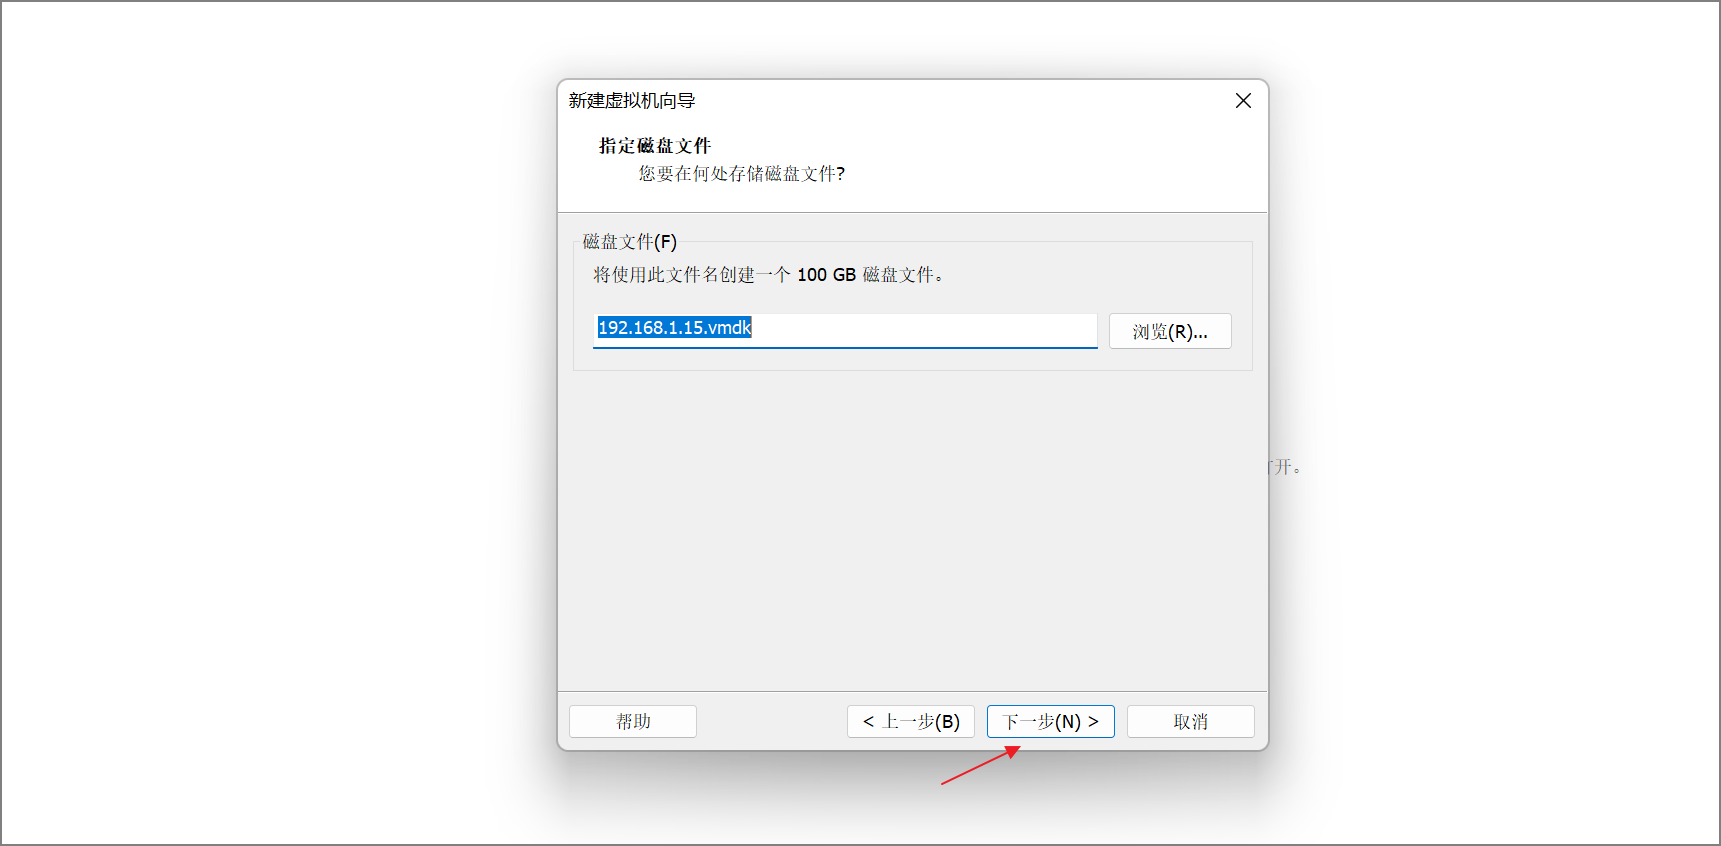 新建虚拟机向导
指定磁盘文件
您要在何处存储磁盘文件?
磁盘文件(F)
将使用此文件名创建一个 100 GB 磁盘文件。
192.168.1.15.vmdk
浏览(R)...
开。
帮助
< 上一步(B)
下一步(N) >
取消